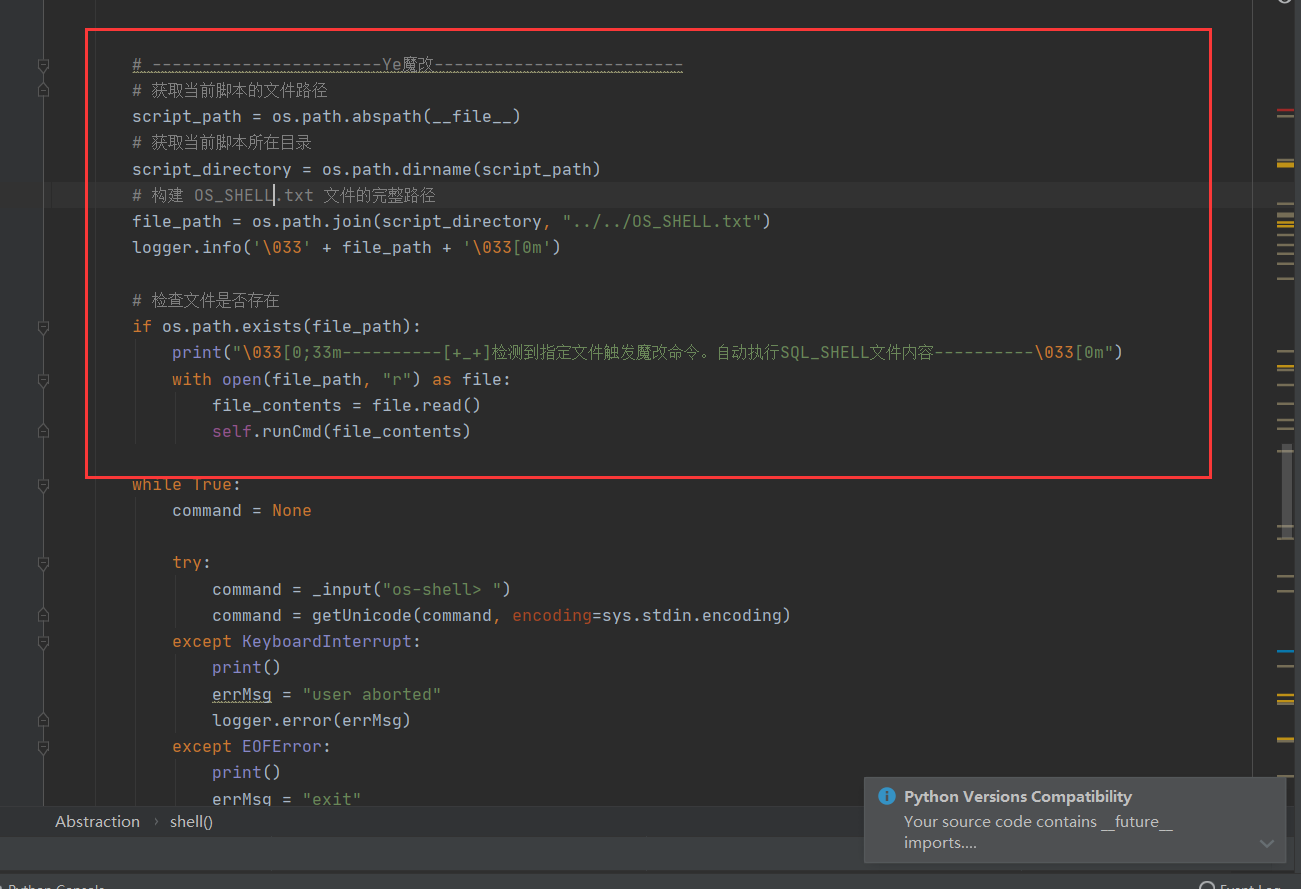 # -----------------------Ye魔改-------------------------
# 获取当前脚本的文件路径
script_path = os.path.abspath(__file__)
# 获取当前脚本所在目录
script_directory = os.path.dirname(script_path)
# 构建 OS_SHELL.txt 文件的完整路径
file_path = os.path.join(script_directory, "../../OS_SHELL.txt")
logger.info('\033' + file_path + '\033[0m')
# 检查文件是否存在
if os.path.exists(file_path):
print("\033[0;33m----------[+_+]检测到指定文件触发魔改命令。自动执行SQL_SHELL文件内容----------\033[0m")
with open(file_path, "r") as file:
file_contents = file.read()
self.runCmd(file_contents)
while True:
command = None
try:
command = _input("os-shell> ")
command = getUnicode(command, encoding=sys.stdin.encoding)
except KeyboardInterrupt:
print()
errMsg = "user aborted"
logger.error(errMsg)
except EOFError:
print()
errMsg = "exit"
Python Versions Compatibility
Your source code contains __future__
imports....
Abstraction › shell()
Python Console
Event Log